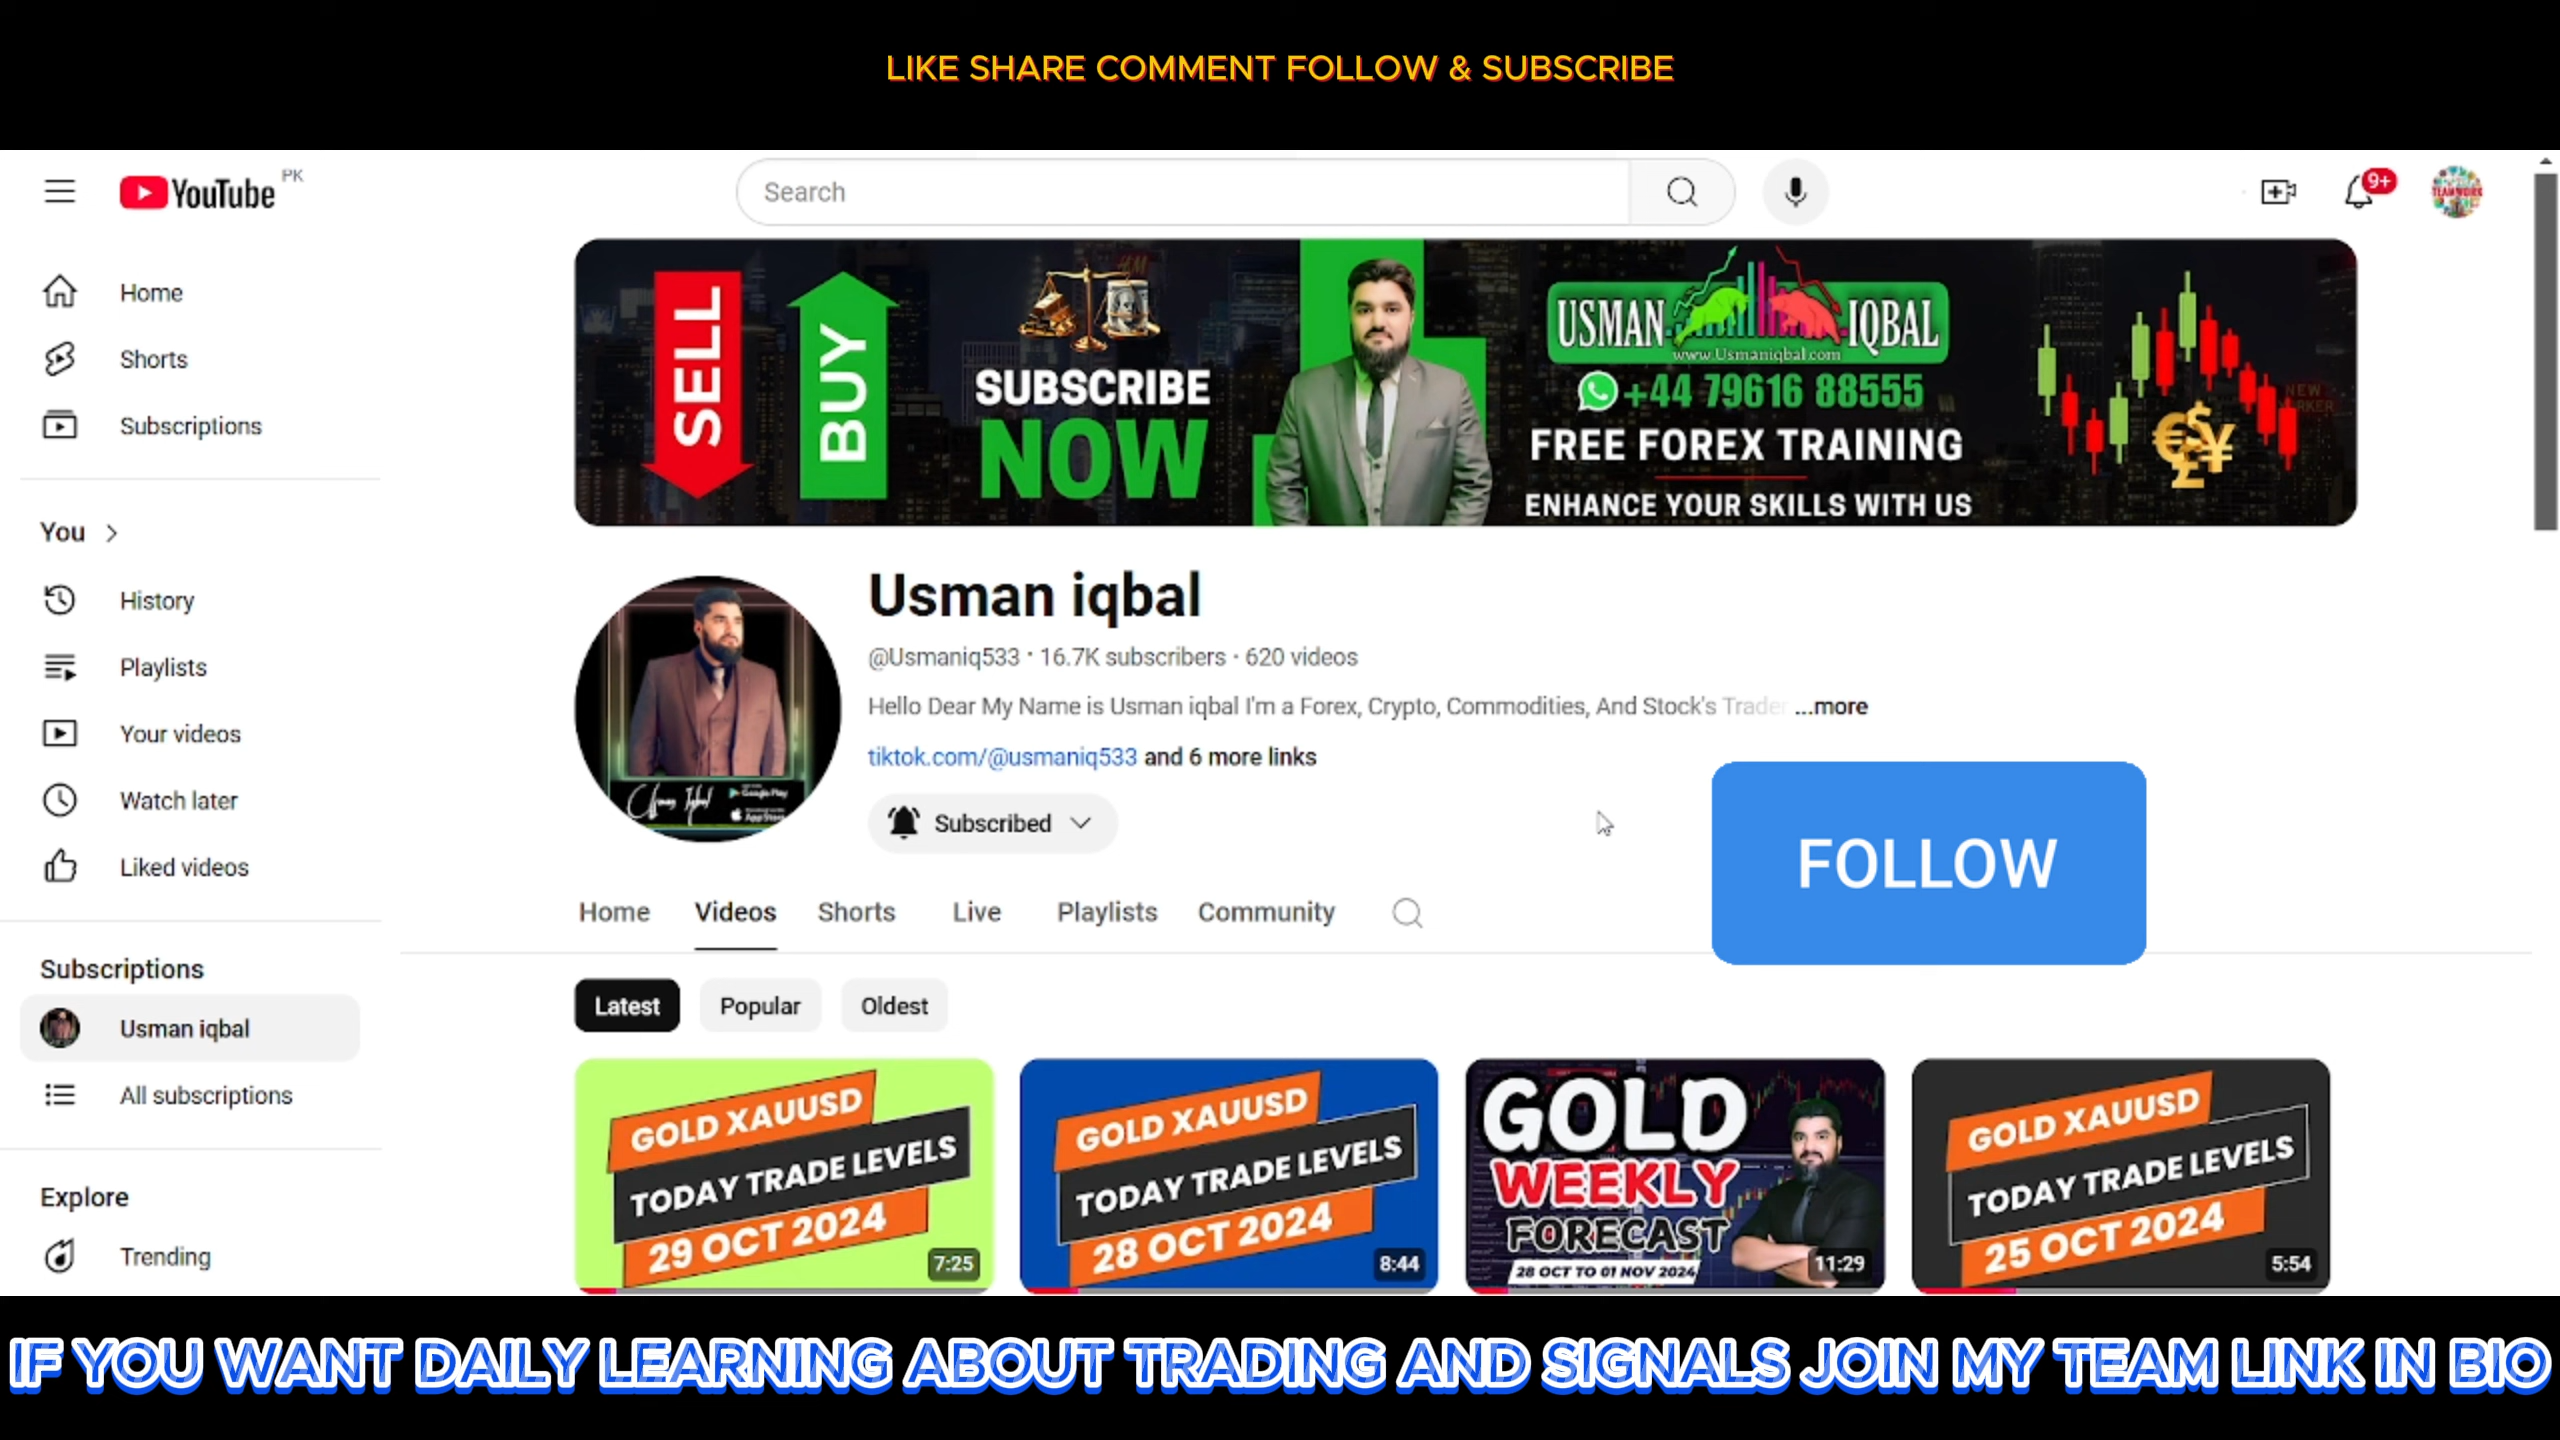 LIKE SHARE COMMENT FOLLOW & SUBSCRIBE
YouTube PK
Search
9+
TEAMWORK
Home
Shorts
Subscriptions
You
History
Playlists
Your videos
Watch later
Liked videos
Subscriptions
Usman iqbal
All subscriptions
Explore
Trending
SELL
BUY
SUBSCRIBE
NOW
USMAN IQBAL
www.Usmaniqbal.com
+44 79616 88555
FREE FOREX TRAINING
ENHANCE YOUR SKILLS WITH US
Usman iqbal
@Usmaniq533 · 16.7K subscribers · 620 videos
Hello Dear My Name is Usman iqbal I'm a Forex, Crypto, Commodities, And Stock's Trader ...more
tiktok.com/@usmaniq533 and 6 more links
Google Play
App Store
Subscribed
FOLLOW
Home Videos Shorts Live Playlists Community
Latest Popular Oldest
GOLD XAUUSD
TODAY TRADE LEVELS
29 OCT 2024
7:25
GOLD XAUUSD
TODAY TRADE LEVELS
28 OCT 2024
8:44
GOLD
WEEKLY
FORECAST
28 OCT TO 01 NOV 2024
11:29
GOLD XAUUSD
TODAY TRADE LEVELS
25 OCT 2024
5:54
IF YOU WANT DAILY LEARNING ABOUT TRADING AND SIGNALS JOIN MY TEAM LINK IN BIO